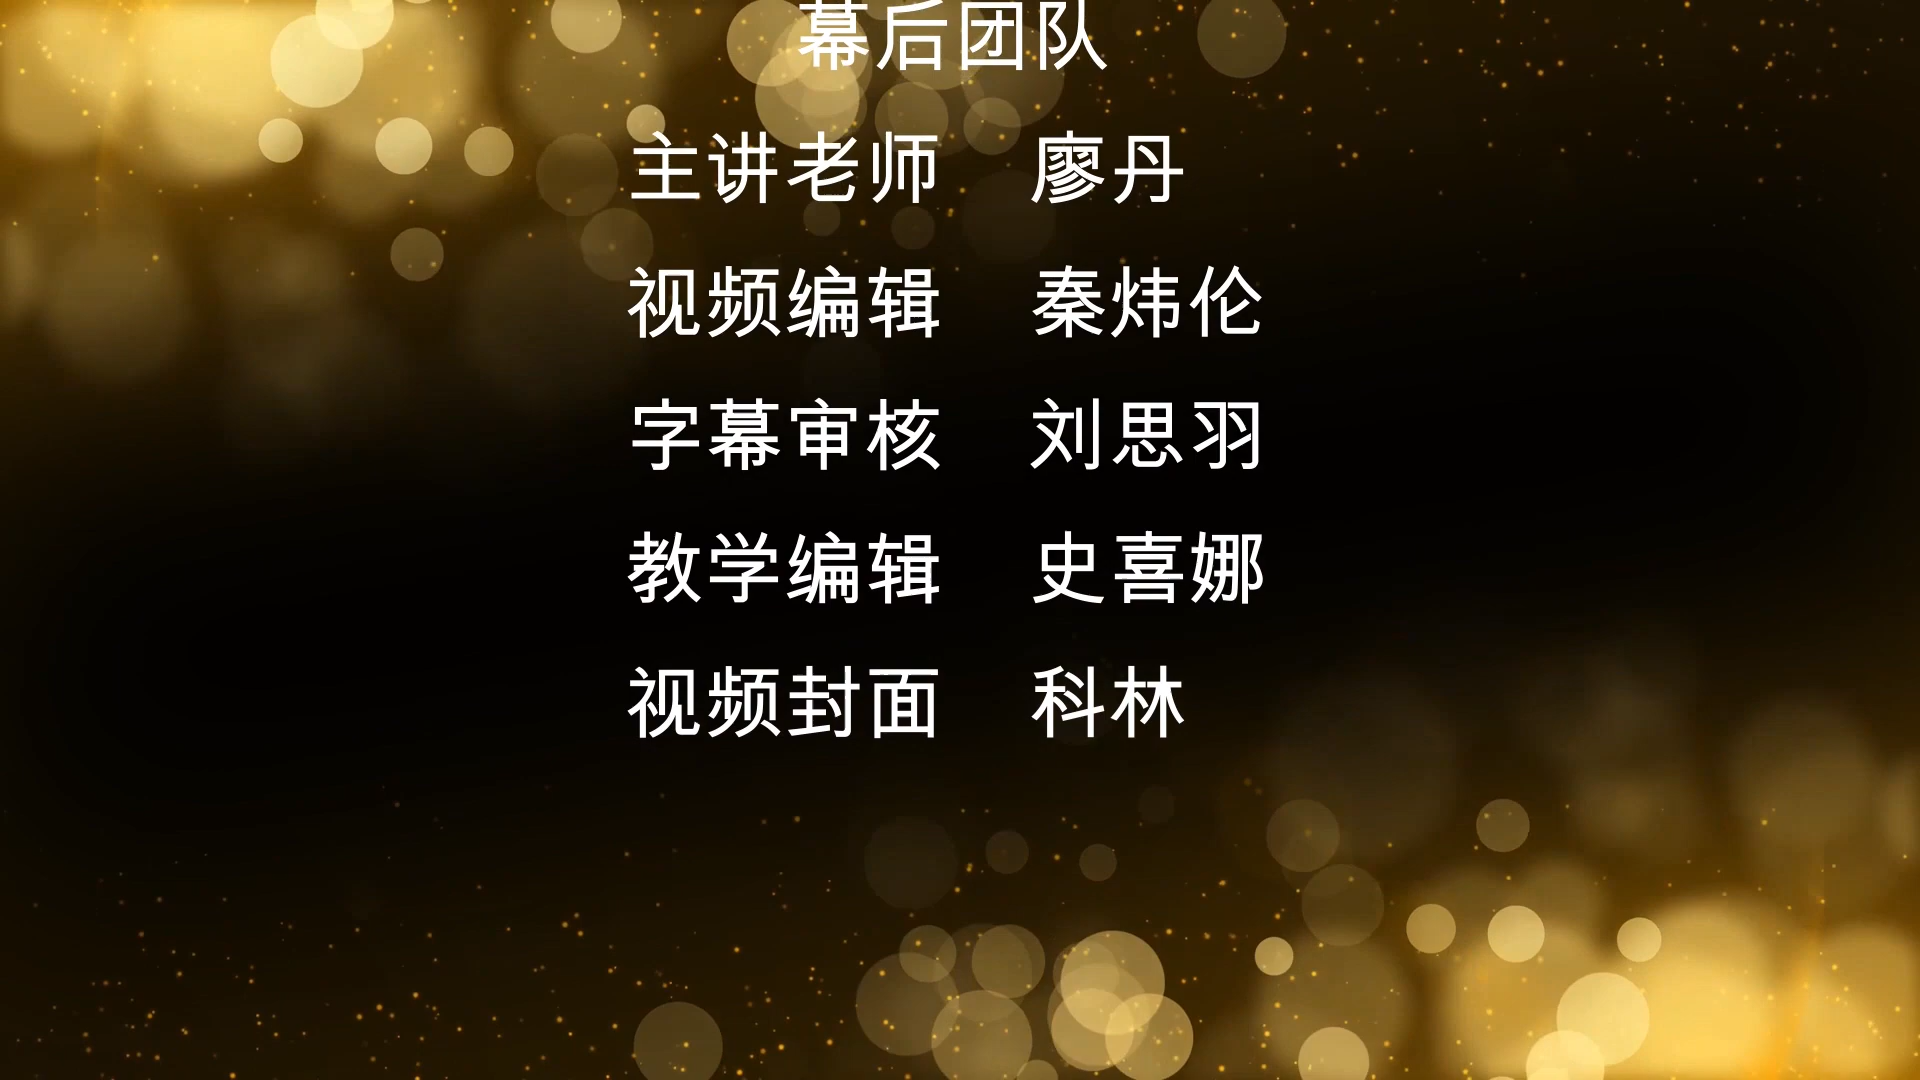 幕后团队
主讲老师 廖丹
视频编辑 秦炜伦
字幕审核 刘思羽
教学编辑 史喜娜
视频封面 科林